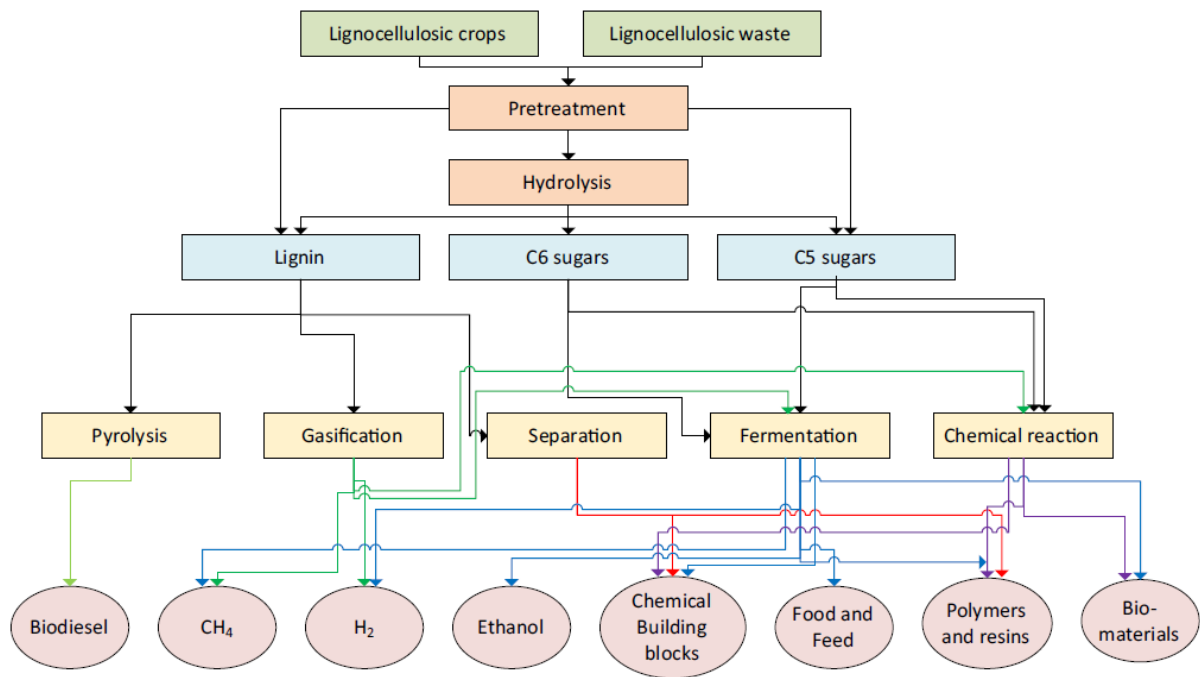 Lignocellulosic crops
Lignocellulosic waste
Pretreatment
Hydrolysis
Lignin
C6 sugars
C5 sugars
Pyrolysis
Gasification
Separation
Fermentation
Chemical reaction
Biodiesel
CH₄
H₂
Ethanol
Chemical
Building
blocks
Food and
Feed
Polymers
and resins
Bio-
materials